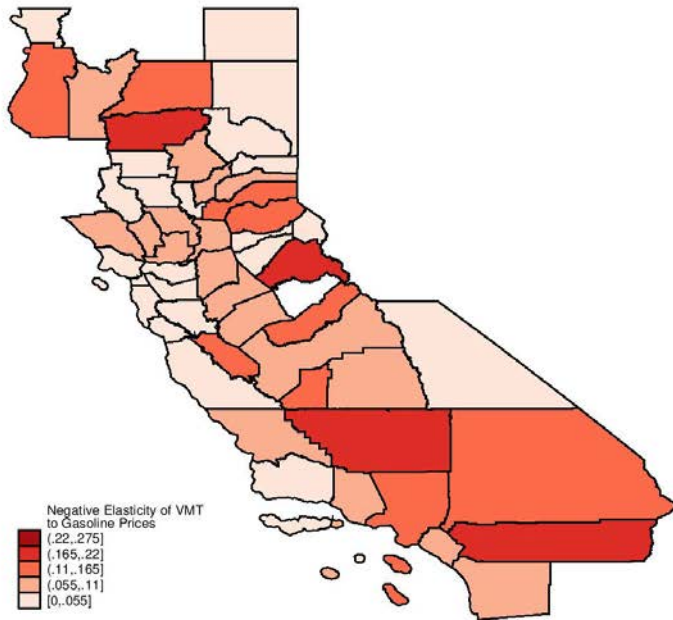 Negative Elasticity of VMT
to Gasoline Prices
(.22,.275]
(.165,.22]
(.11,.165]
(.055,.11]
[0,.055]